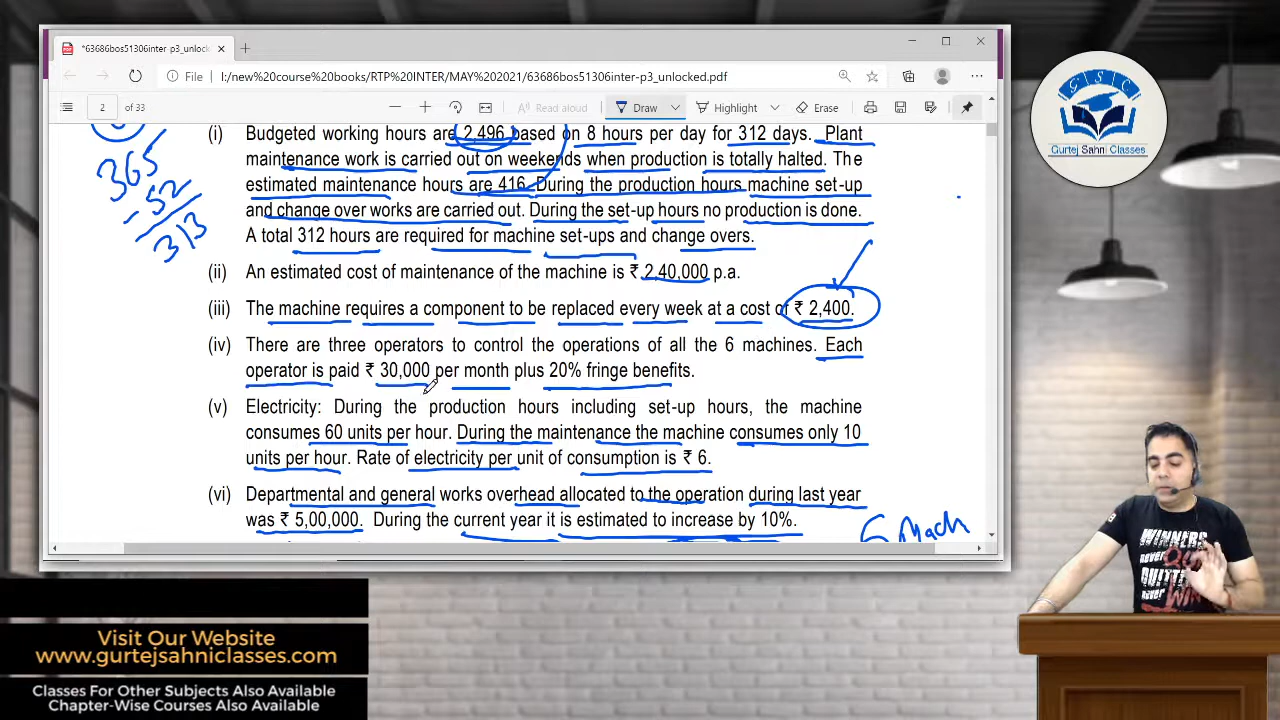 *63686bos51306inter-p3_unlocked
File | I:/new%20course%20books/RTP%20INTER/MAY%202021/63686bos51306inter-p3_unlocked.pdf
2 of 33 Read aloud Draw Highlight Erase
GSC
Gurtej Sahni Classes
365
- 52
313
(i) Budgeted working hours are 2,496 based on 8 hours per day for 312 days. Plant
maintenance work is carried out on weekends when production is totally halted. The
estimated maintenance hours are 416. During the production hours machine set-up
and change over works are carried out. During the set-up hours no production is done.
A total 312 hours are required for machine set-ups and change overs.
(ii) An estimated cost of maintenance of the machine is ₹ 2,40,000 p.a.
(iii) The machine requires a component to be replaced every week at a cost of ₹ 2,400.
(iv) There are three operators to control the operations of all the 6 machines. Each
operator is paid ₹ 30,000 per month plus 20% fringe benefits.
(v) Electricity: During the production hours including set-up hours, the machine
consumes 60 units per hour. During the maintenance the machine consumes only 10
units per hour. Rate of electricity per unit of consumption is ₹ 6.
(vi) Departmental and general works overhead allocated to the operation during last year
was ₹ 5,00,000. During the current year it is estimated to increase by 10%.
6 Mach
WINNERS
never
QUIT
QUITTERS
never
WIN
Visit Our Website
www.gurtejsahniclasses.com
Classes For Other Subjects Also Available
Chapter-Wise Courses Also Available